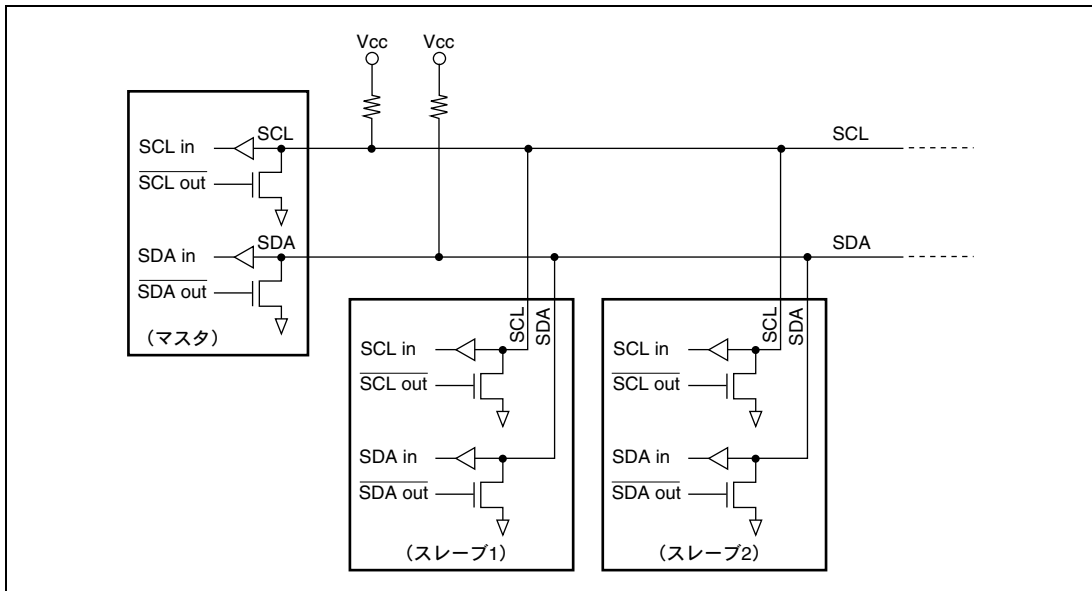 Vcc Vcc
SCL
SCL in
SCL out
SCL
SDA
SDA in
SDA out
(マスタ)
SDA
SCL
SDA
SCL in
SCL out
SDA in
SDA out
(スレーブ1)
SCL
SDA
SCL in
SCL out
SDA in
SDA out
(スレーブ2)